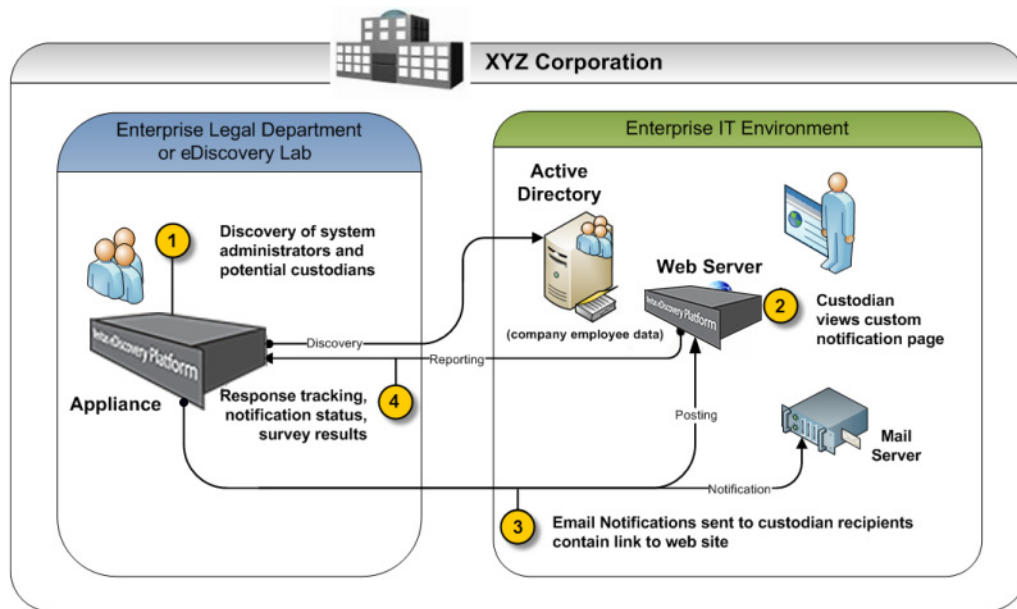 XYZ Corporation
Enterprise Legal Department
or eDiscovery Lab
Enterprise IT Environment
1
Discovery of system
administrators and
potential custodians
Active
Directory
(company employee data)
Web Server
eDiscovery Platform
2
Custodian
views custom
notification page
eDiscovery Platform
Appliance
Discovery
Reporting
4
Response tracking,
notification status,
survey results
Posting
Mail
Server
Notification
3
Email Notifications sent to custodian recipients
contain link to web site